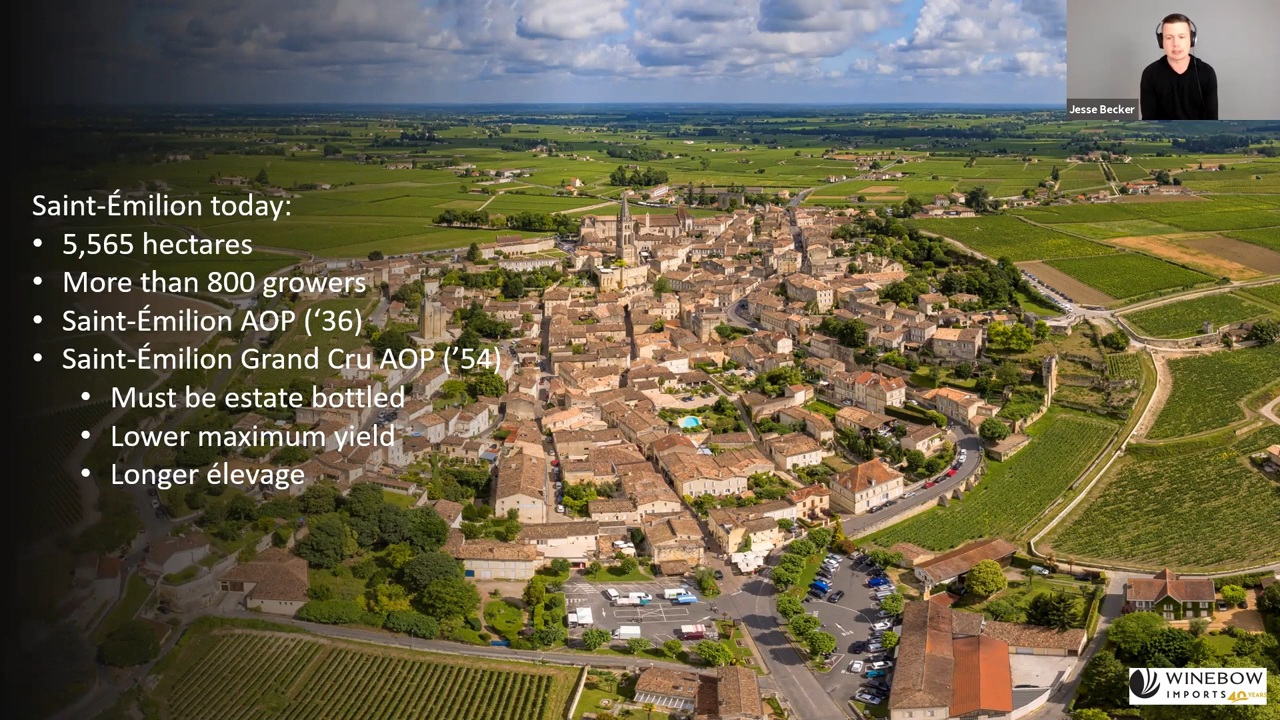 Jesse Becker
Saint-Émilion today:
• 5,565 hectares
• More than 800 growers
• Saint-Émilion AOP (‘36)
• Saint-Émilion Grand Cru AOP (’54)
• Must be estate bottled
• Lower maximum yield
• Longer élevage
WINEBOW
IMPORTS 40 YEARS